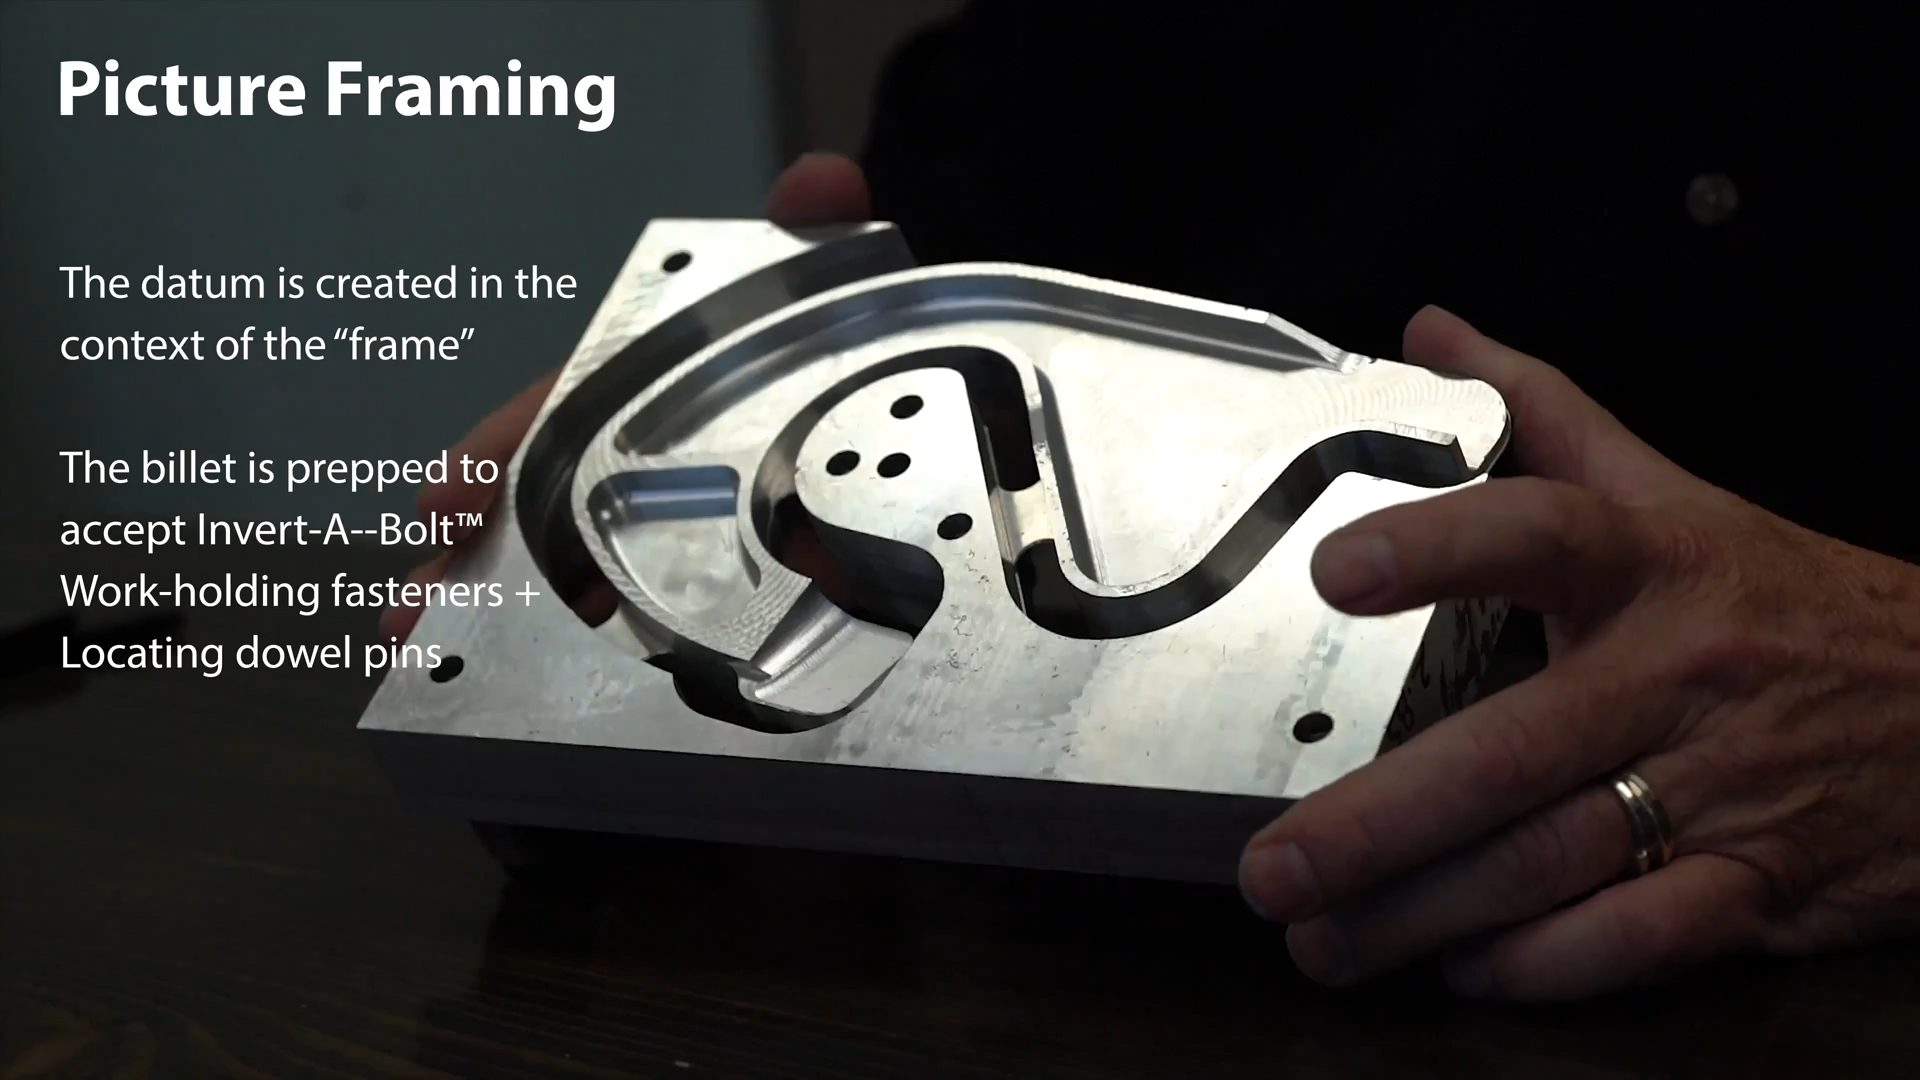 Picture Framing
The datum is created in the
context of the “frame”
The billet is prepped to
accept Invert-A--Bolt™
Work-holding fasteners +
Locating dowel pins